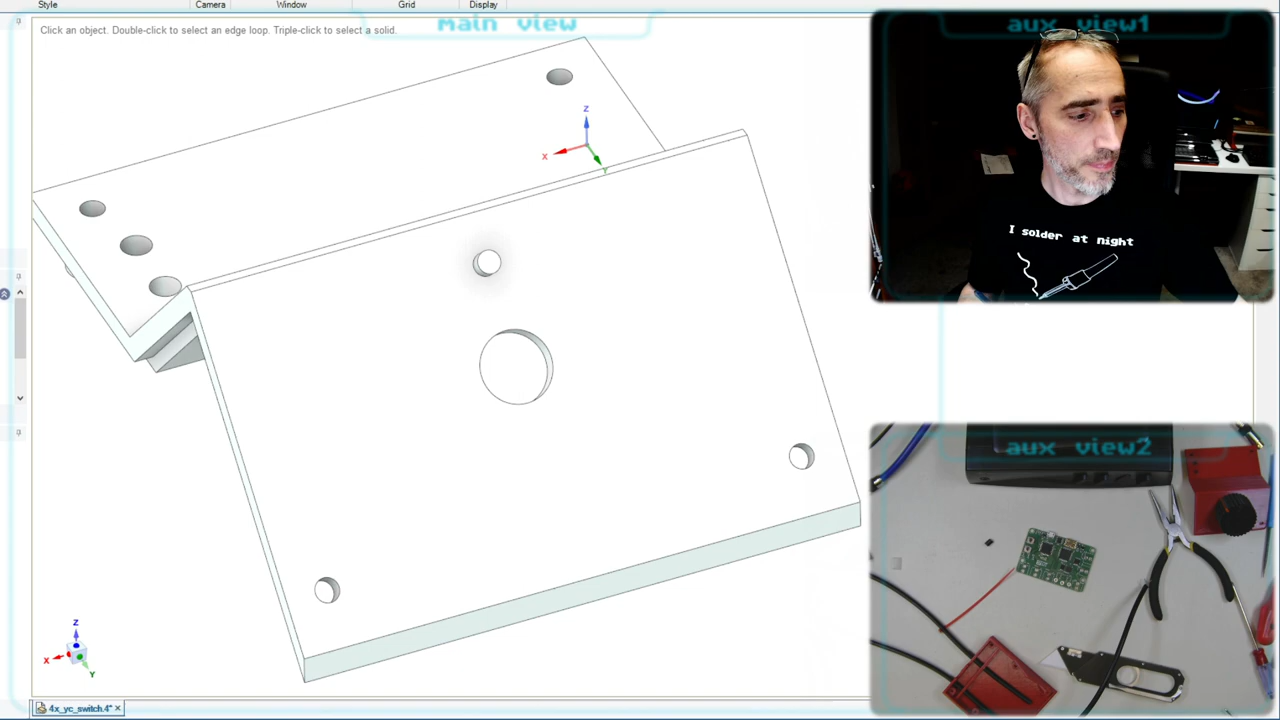 Style
Camera
Window
Grid
Display
main view
aux view1
Click an object. Double-click to select an edge loop. Triple-click to select a solid.
Z
X
Y
I solder at night
aux view2
Z
X
Y
4x_yc_switch.4*